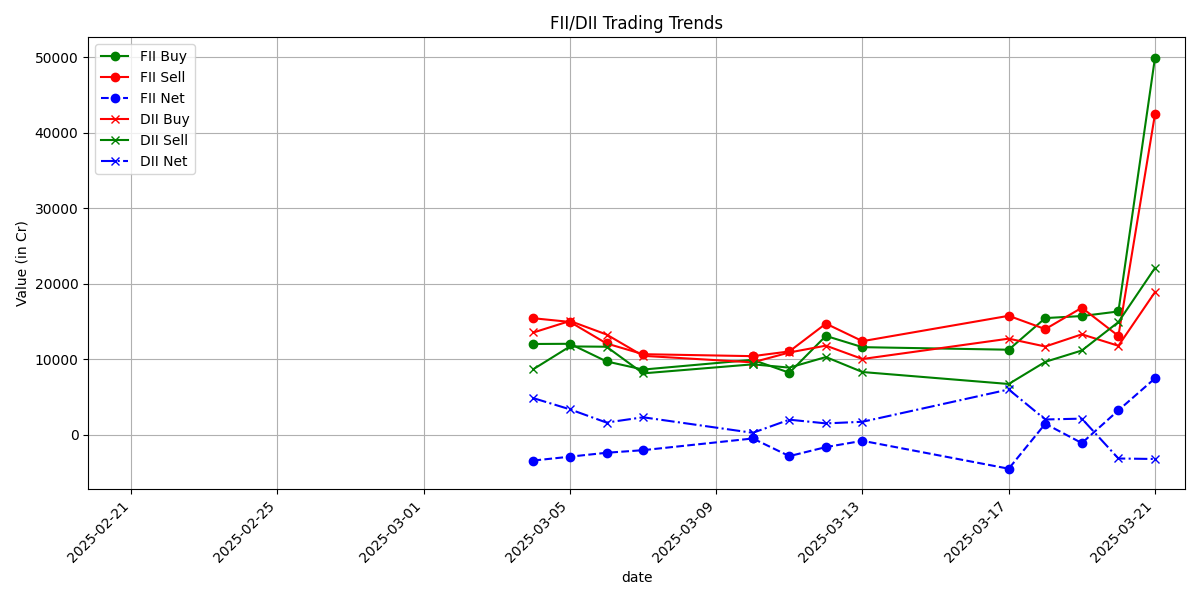 FII/DII Trading Trends
FII Buy
FII Sell
FII Net
DII Buy
DII Sell
DII Net
Value (in Cr)
50000
40000
30000
20000
10000
0
2025-02-21
2025-02-25
2025-03-01
2025-03-05
2025-03-09
2025-03-13
2025-03-17
2025-03-21
date